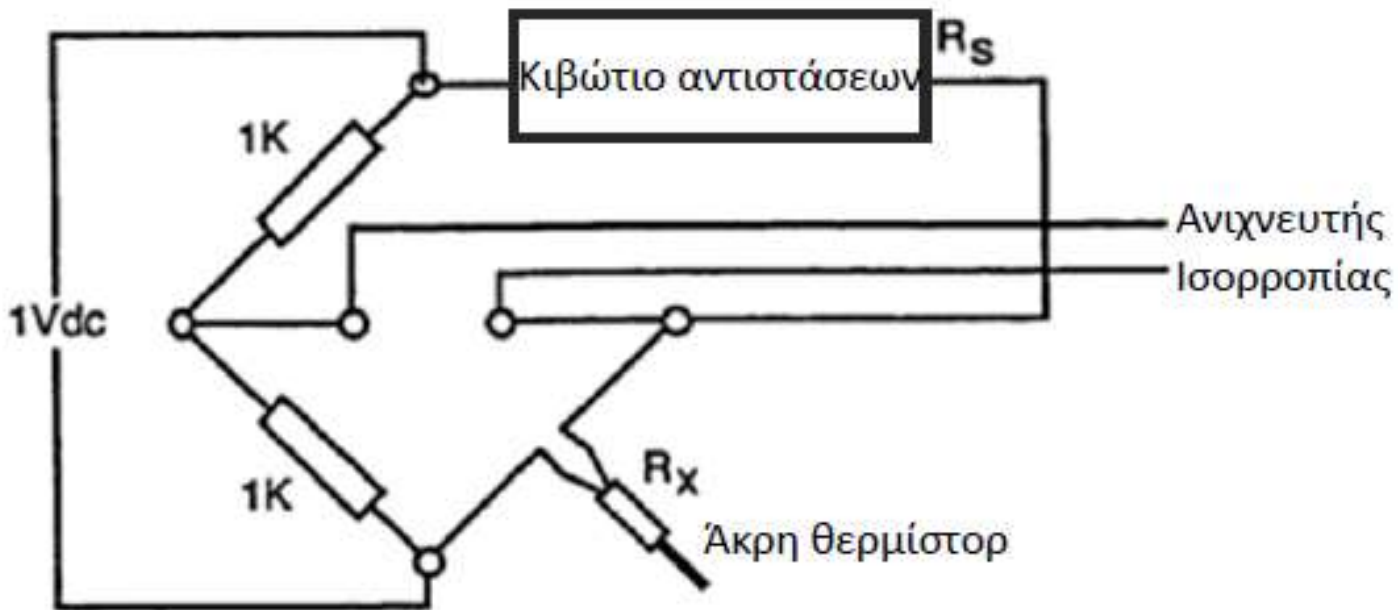 Κιβώτιο αντιστάσεων
RS
1K
Ανιχνευτής
Ισορροπίας
1Vdc
1K
RX
Άκρη θερμίστορ